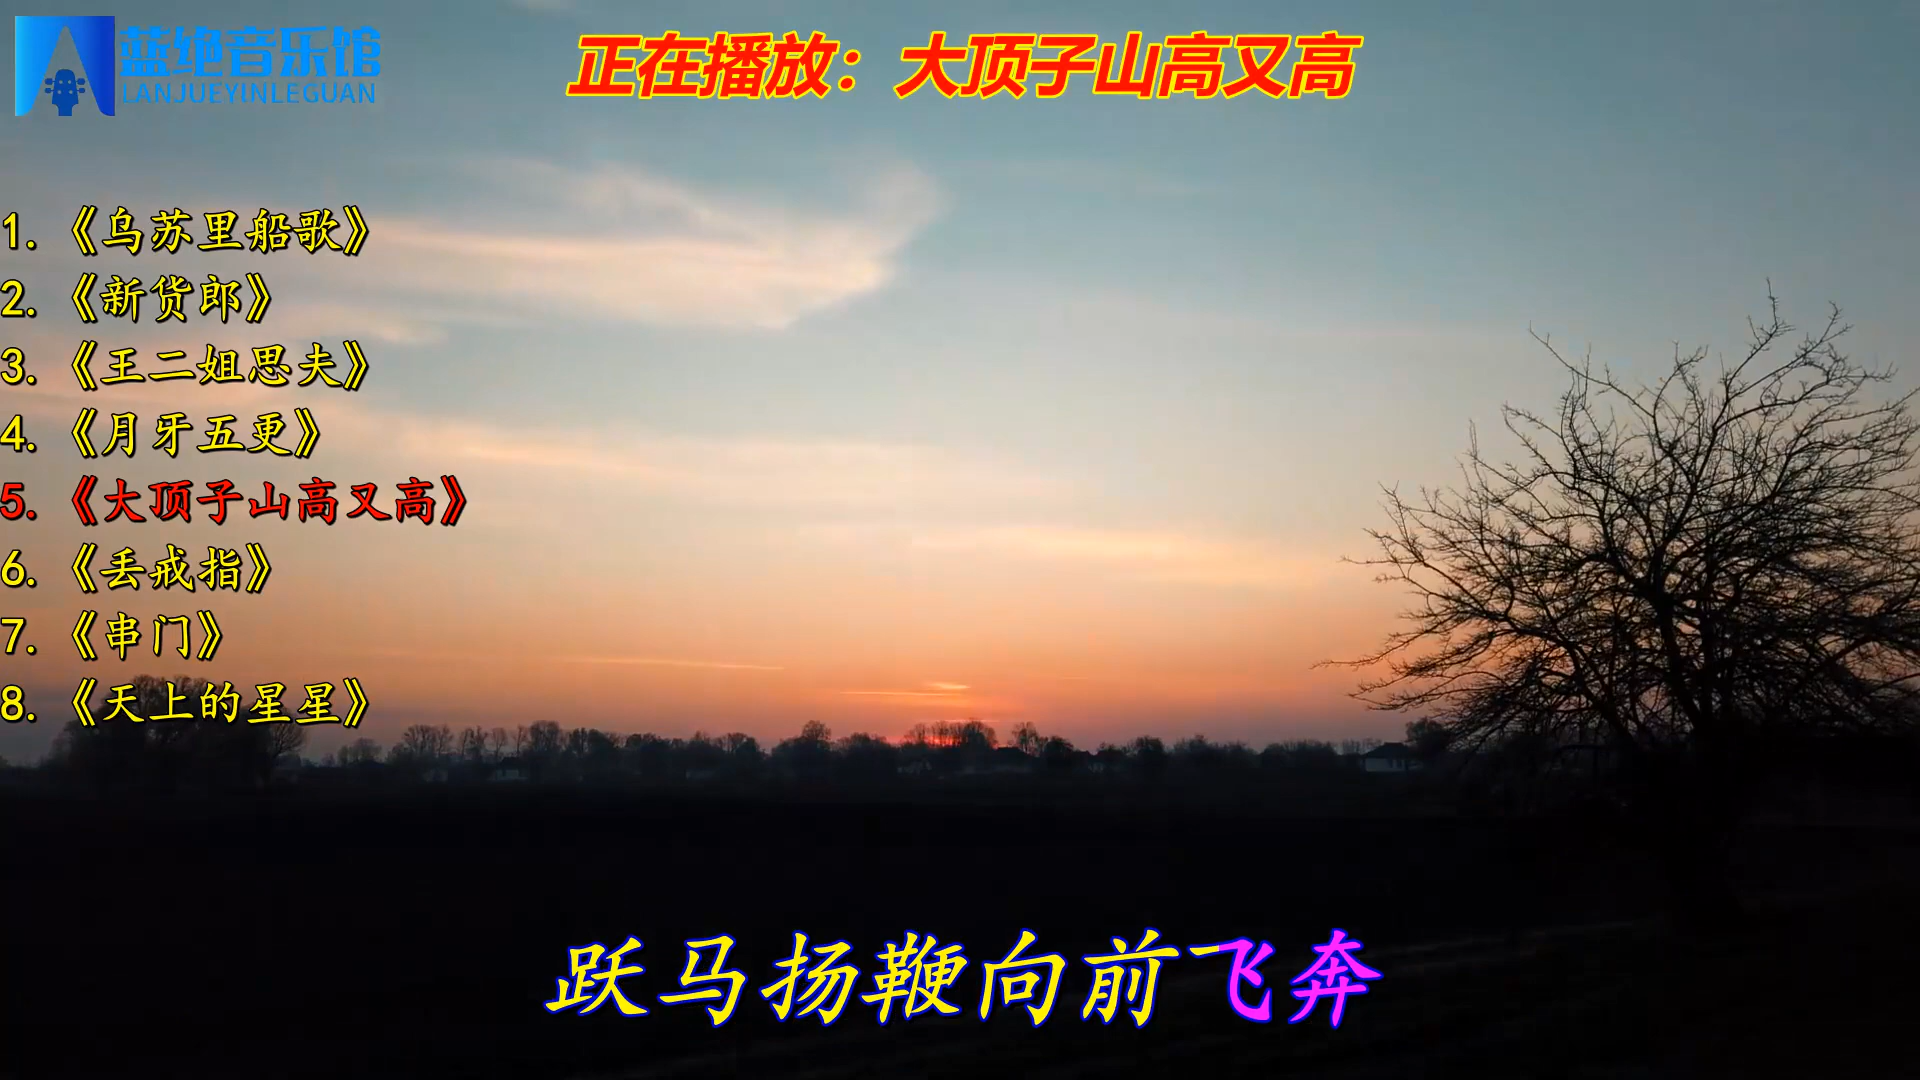 蓝绝音乐馆
LANJUEYINLEGUAN
正在播放：大顶子山高又高
1.《乌苏里船歌》
2.《新货郎》
3.《王二姐思夫》
4.《月牙五更》
5.《大顶子山高又高》
6.《丢戒指》
7.《串门》
8.《天上的星星》
跃马扬鞭向前飞奔